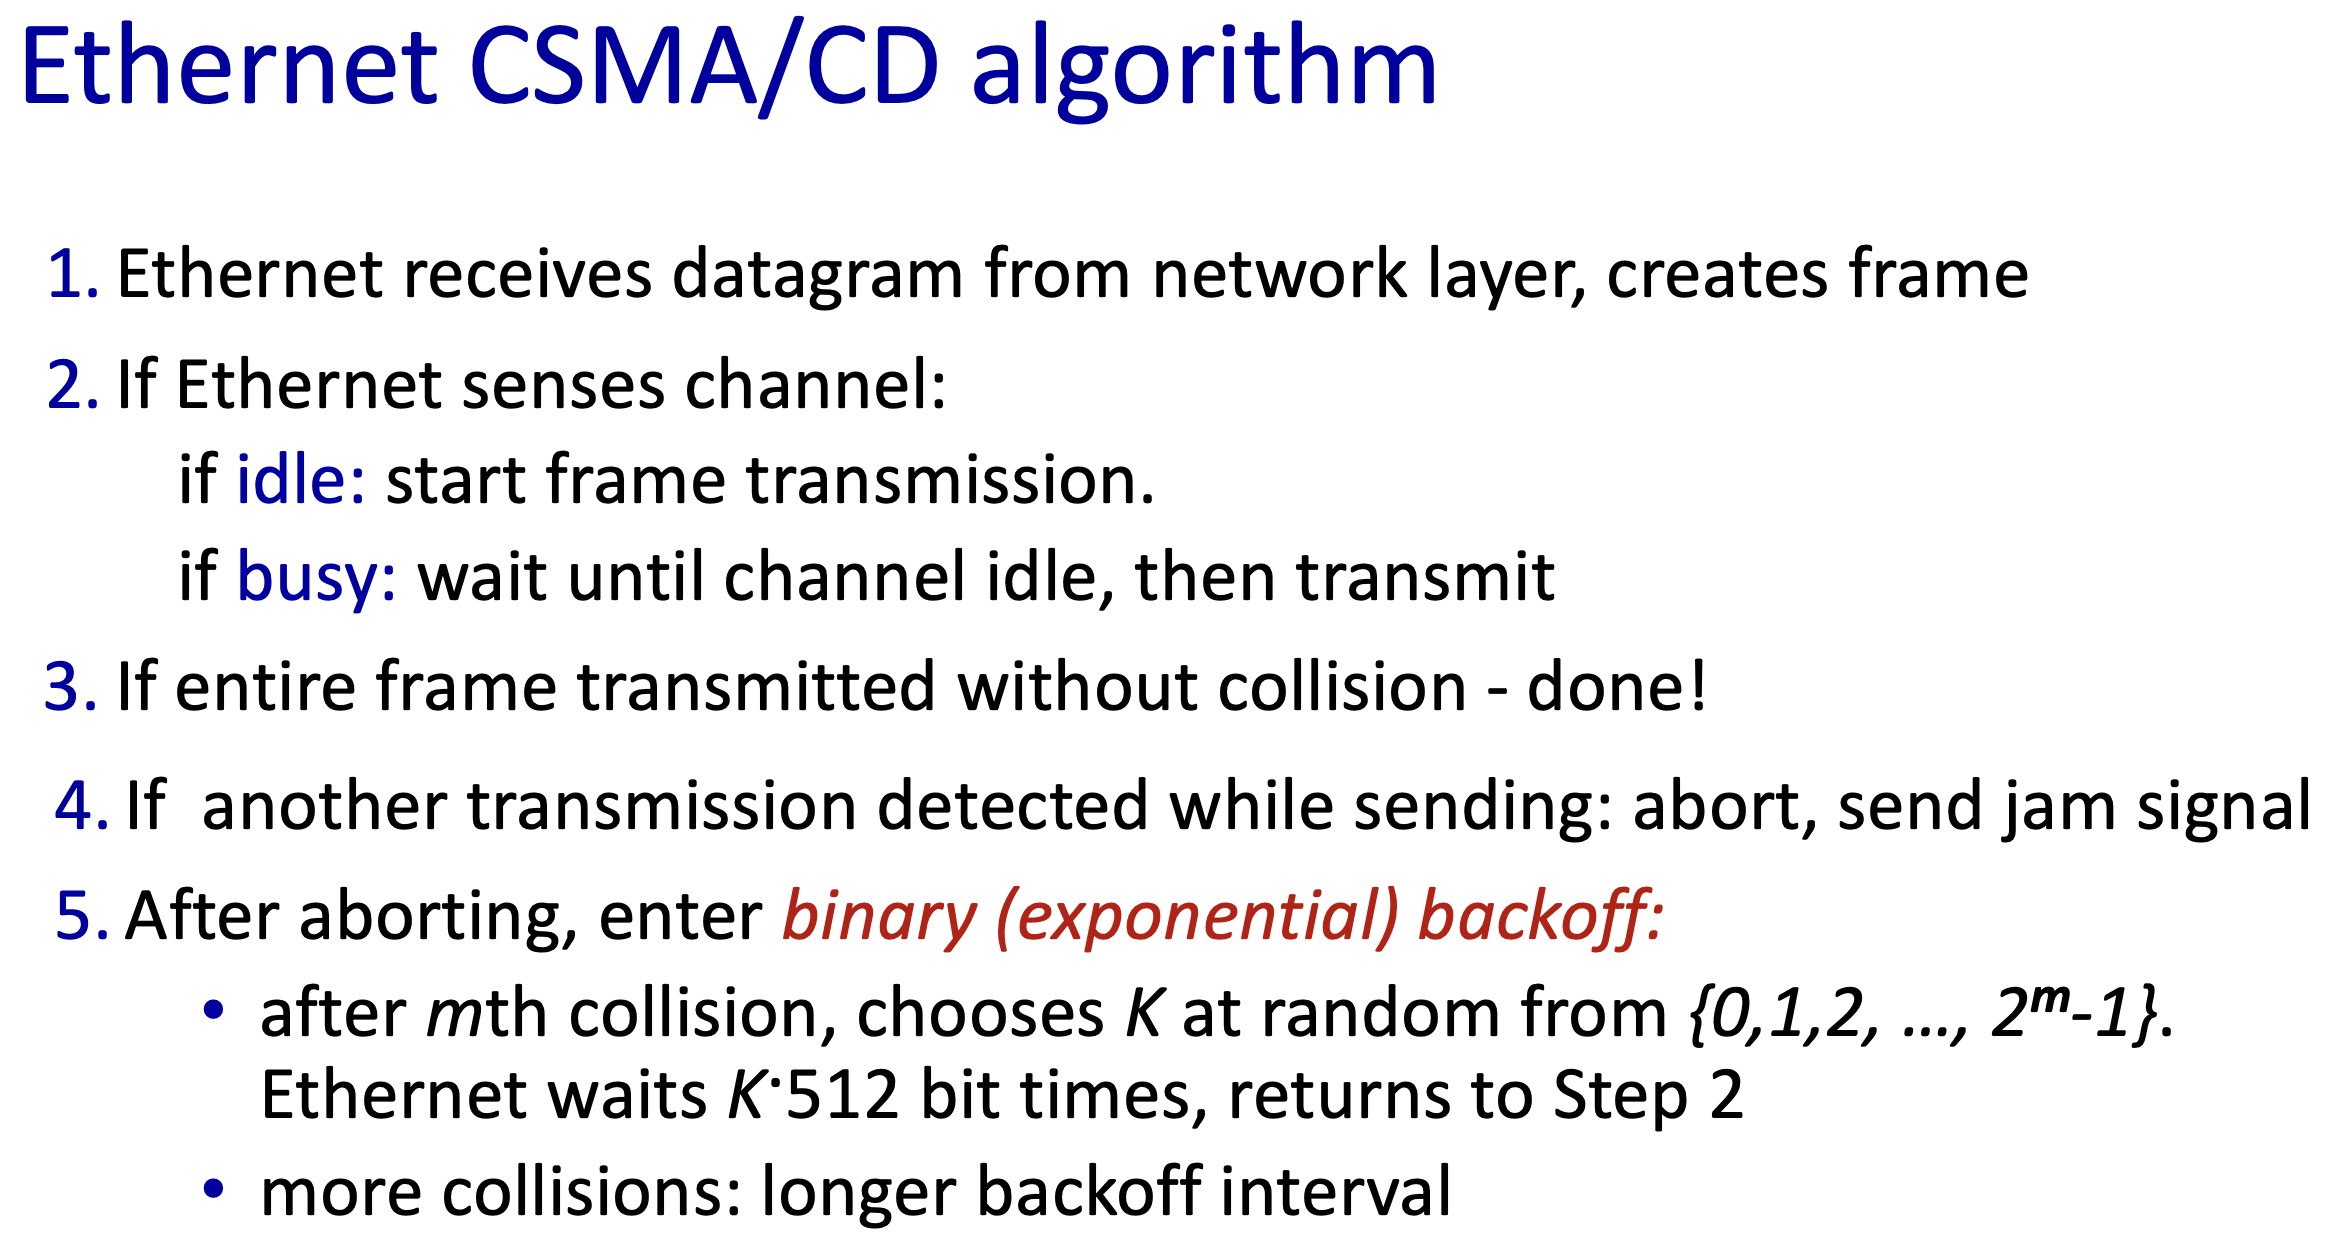 Ethernet CSMA/CD algorithm
1. Ethernet receives datagram from network layer, creates frame
2. If Ethernet senses channel:
if idle: start frame transmission.
if busy: wait until channel idle, then transmit
3. If entire frame transmitted without collision - done!
4. If  another transmission detected while sending: abort, send jam signal
5. After aborting, enter binary (exponential) backoff:
• after mth collision, chooses K at random from {0,1,2, …, 2ᵐ-1}.
Ethernet waits K·512 bit times, returns to Step 2
• more collisions: longer backoff interval